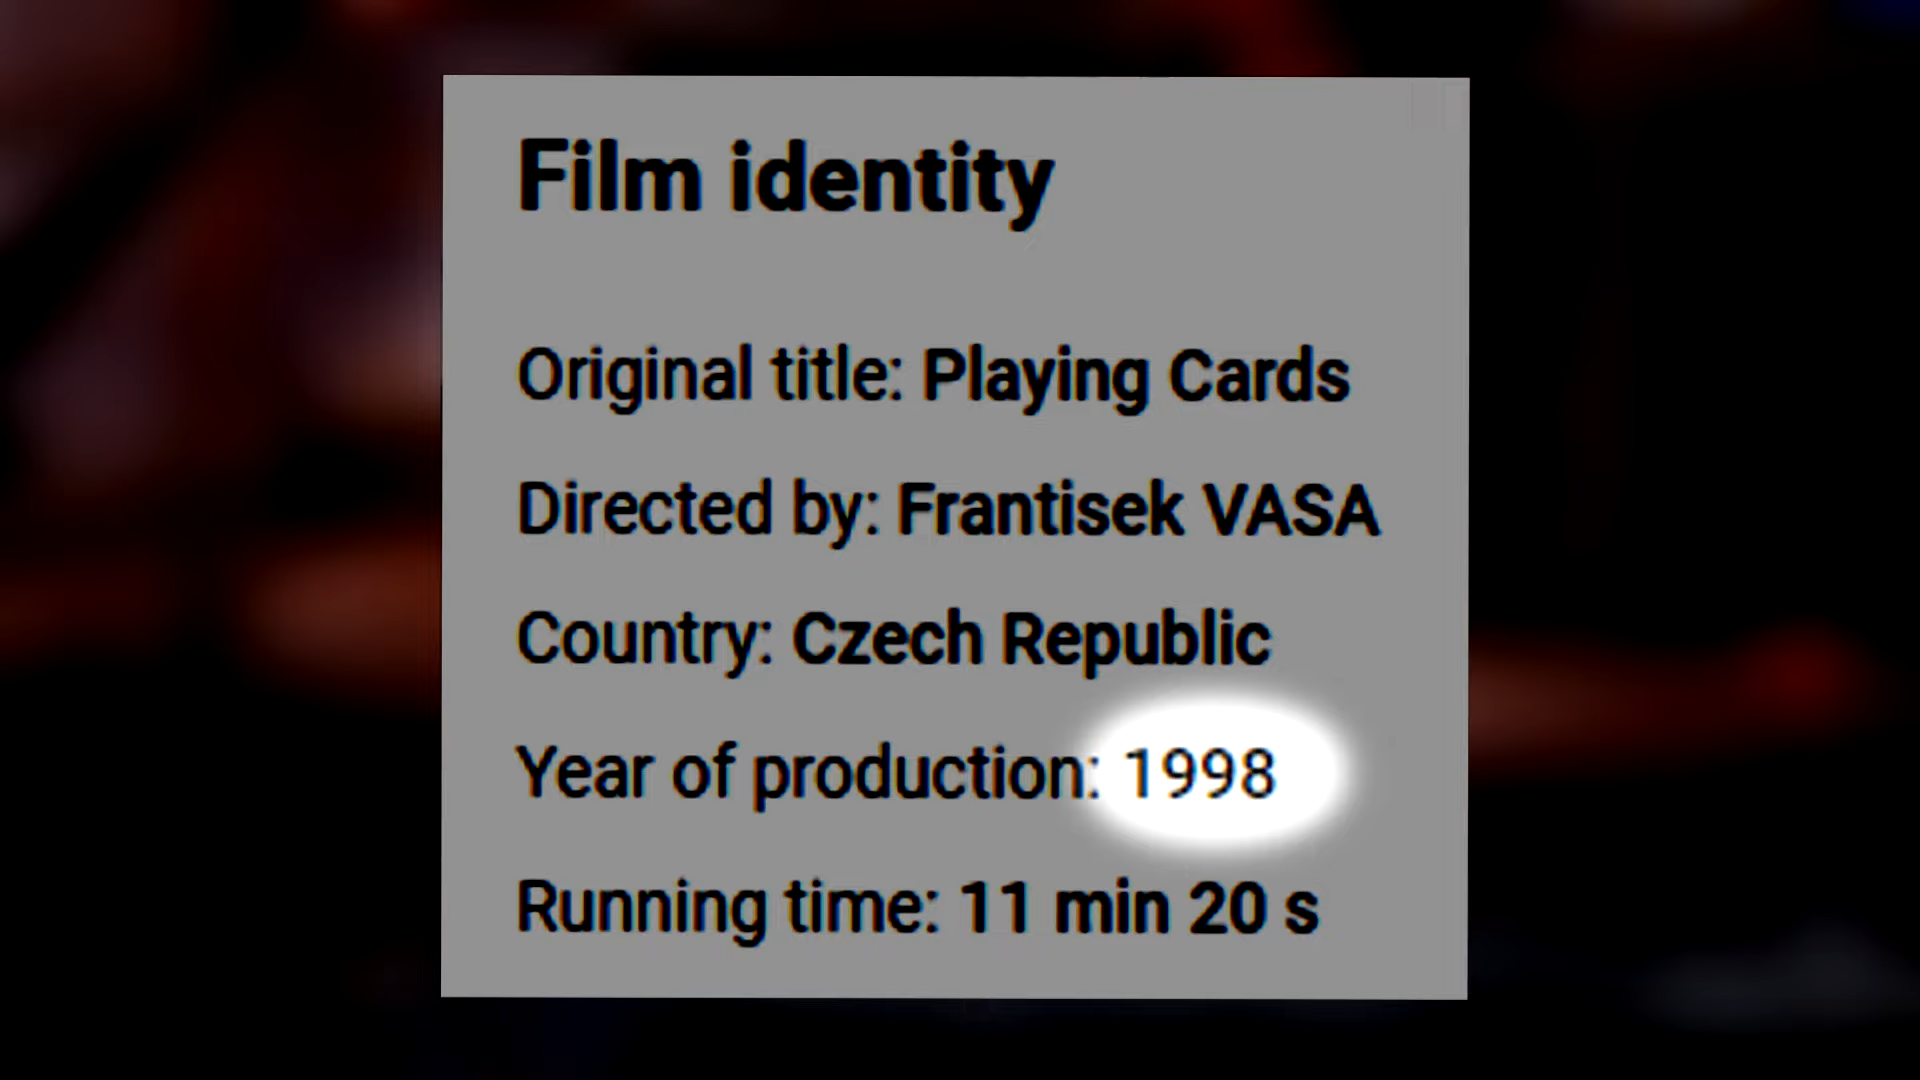 Film identity
Original title: Playing Cards
Directed by: Frantisek VASA
Country: Czech Republic
Year of production: 1998
Running time: 11 min 20 s